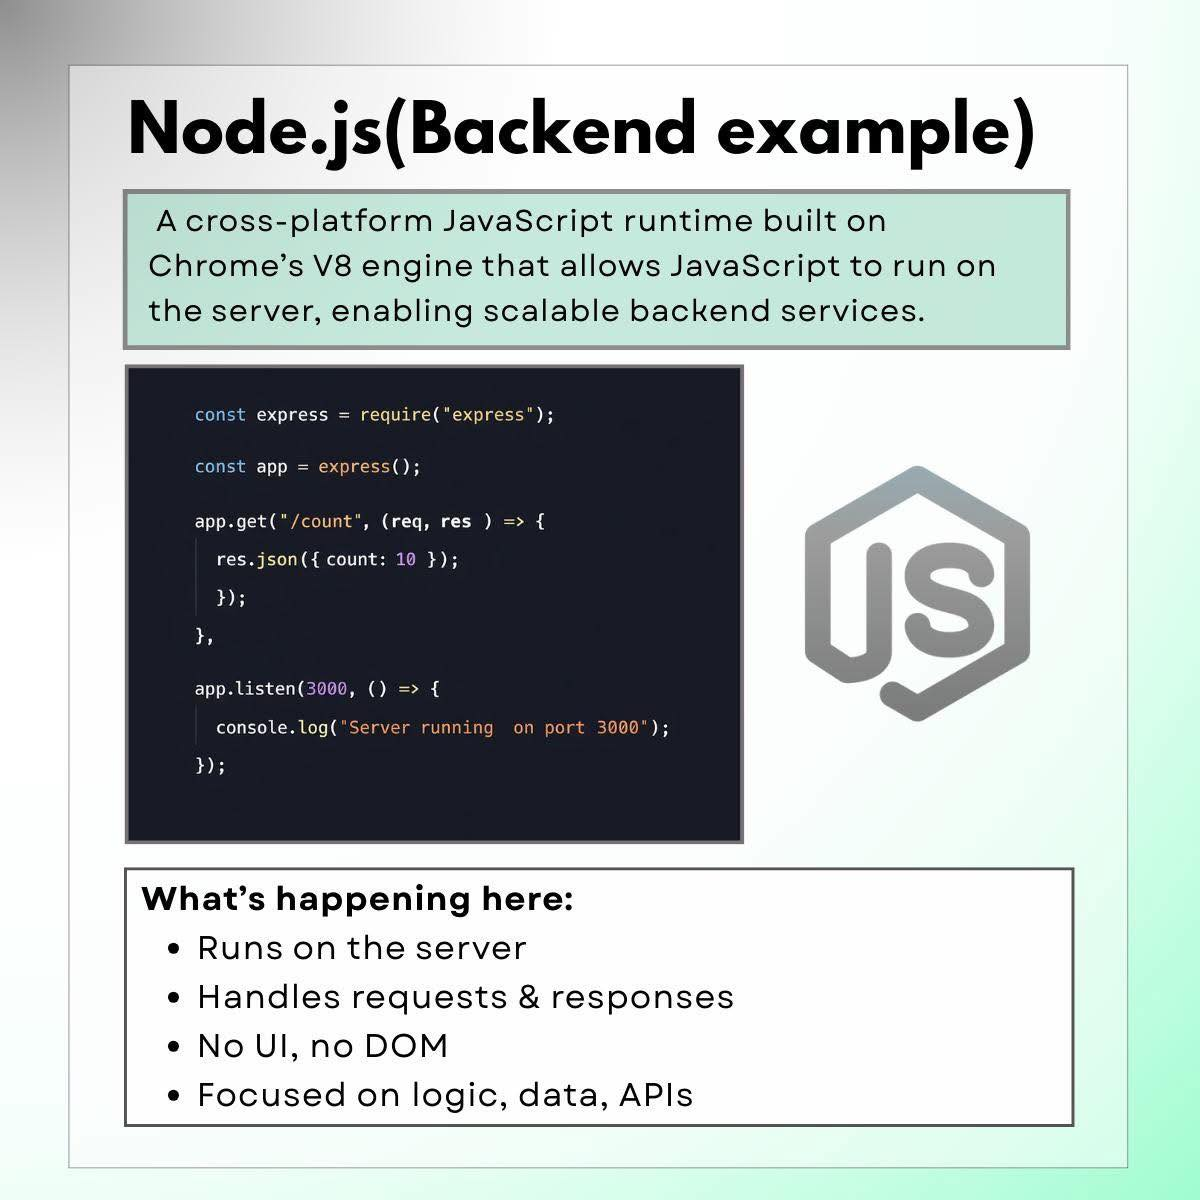 Node.js(Backend example)
A cross-platform JavaScript runtime built on
Chrome’s V8 engine that allows JavaScript to run on
the server, enabling scalable backend services.
const express = require("express");
const app = express();
app.get("/count", (req, res ) => {
res.json({ count: 10 });
});
},
app.listen(3000, () => {
console.log("Server running  on port 3000");
});
JS
What’s happening here:
• Runs on the server
• Handles requests & responses
• No UI, no DOM
• Focused on logic, data, APIs